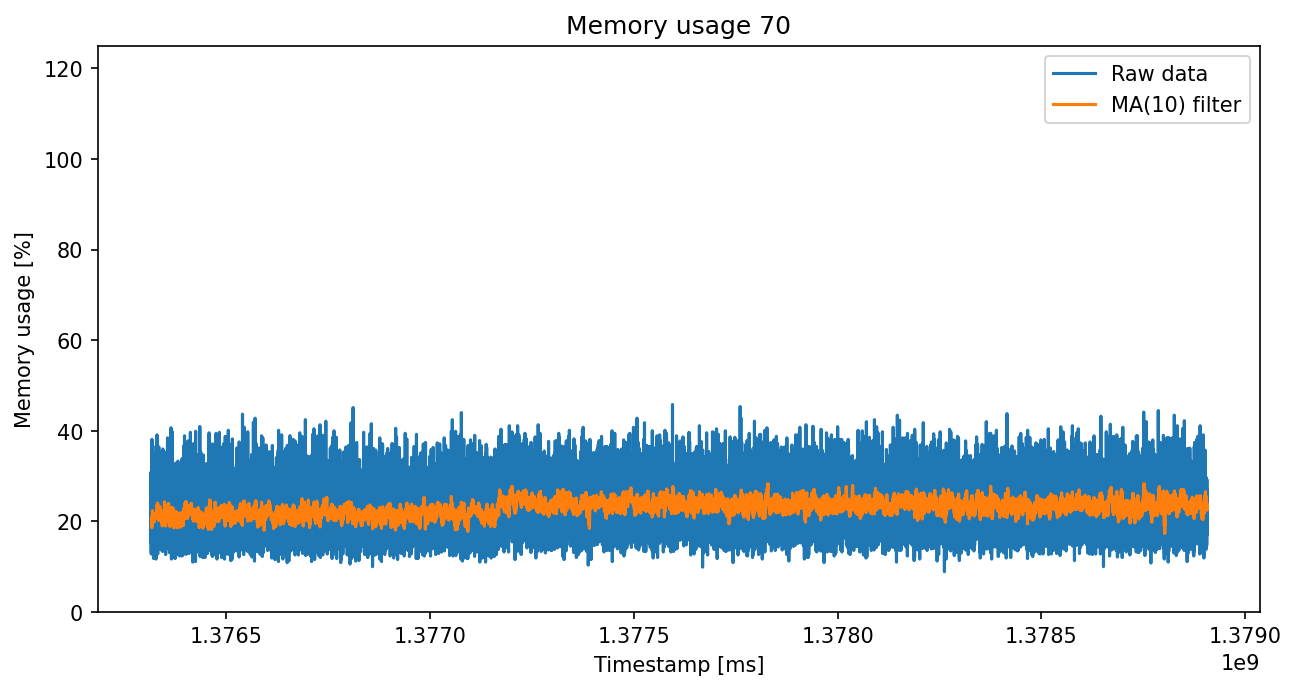 Memory usage 70
Raw data
MA(10) filter
Memory usage [%]
120
100
80
60
40
20
0
1.3765 1.3770 1.3775 1.3780 1.3785 1.3790
1e9
Timestamp [ms]